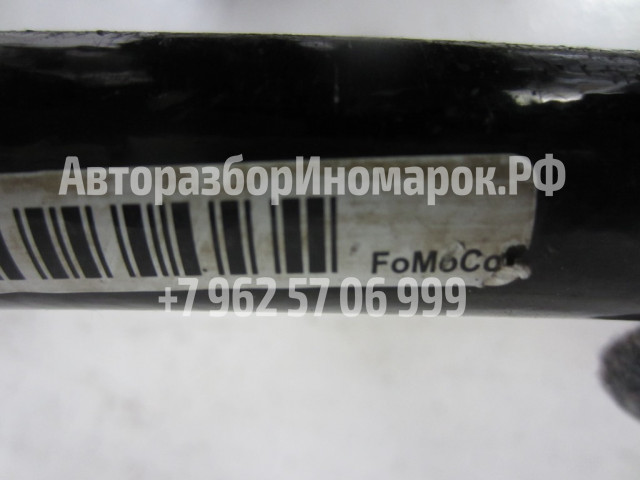 АвторазборИномарок.РФ
FoMoCo
+7 962 57 06 999